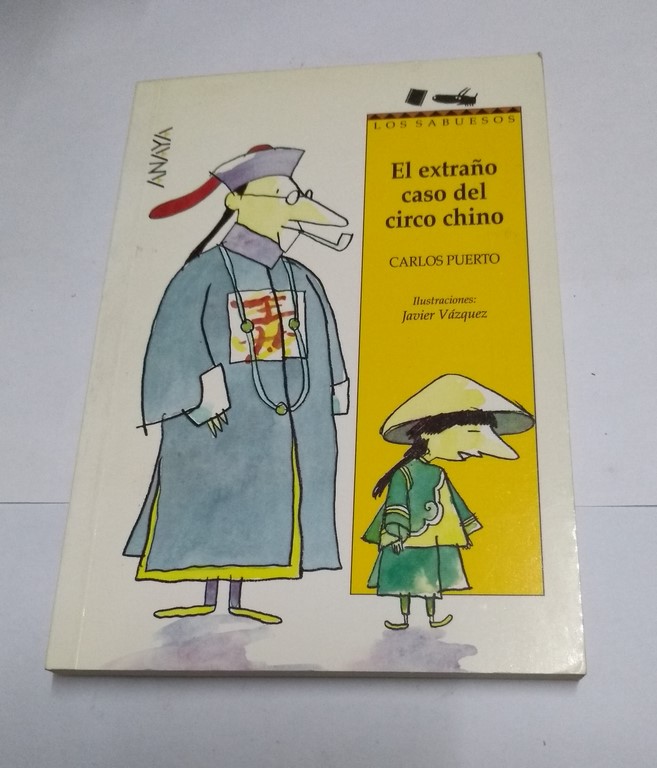 ANAYA
LOS SABUESOS
El extraño
caso del
circo chino
CARLOS PUERTO
Ilustraciones:
Javier Vázquez